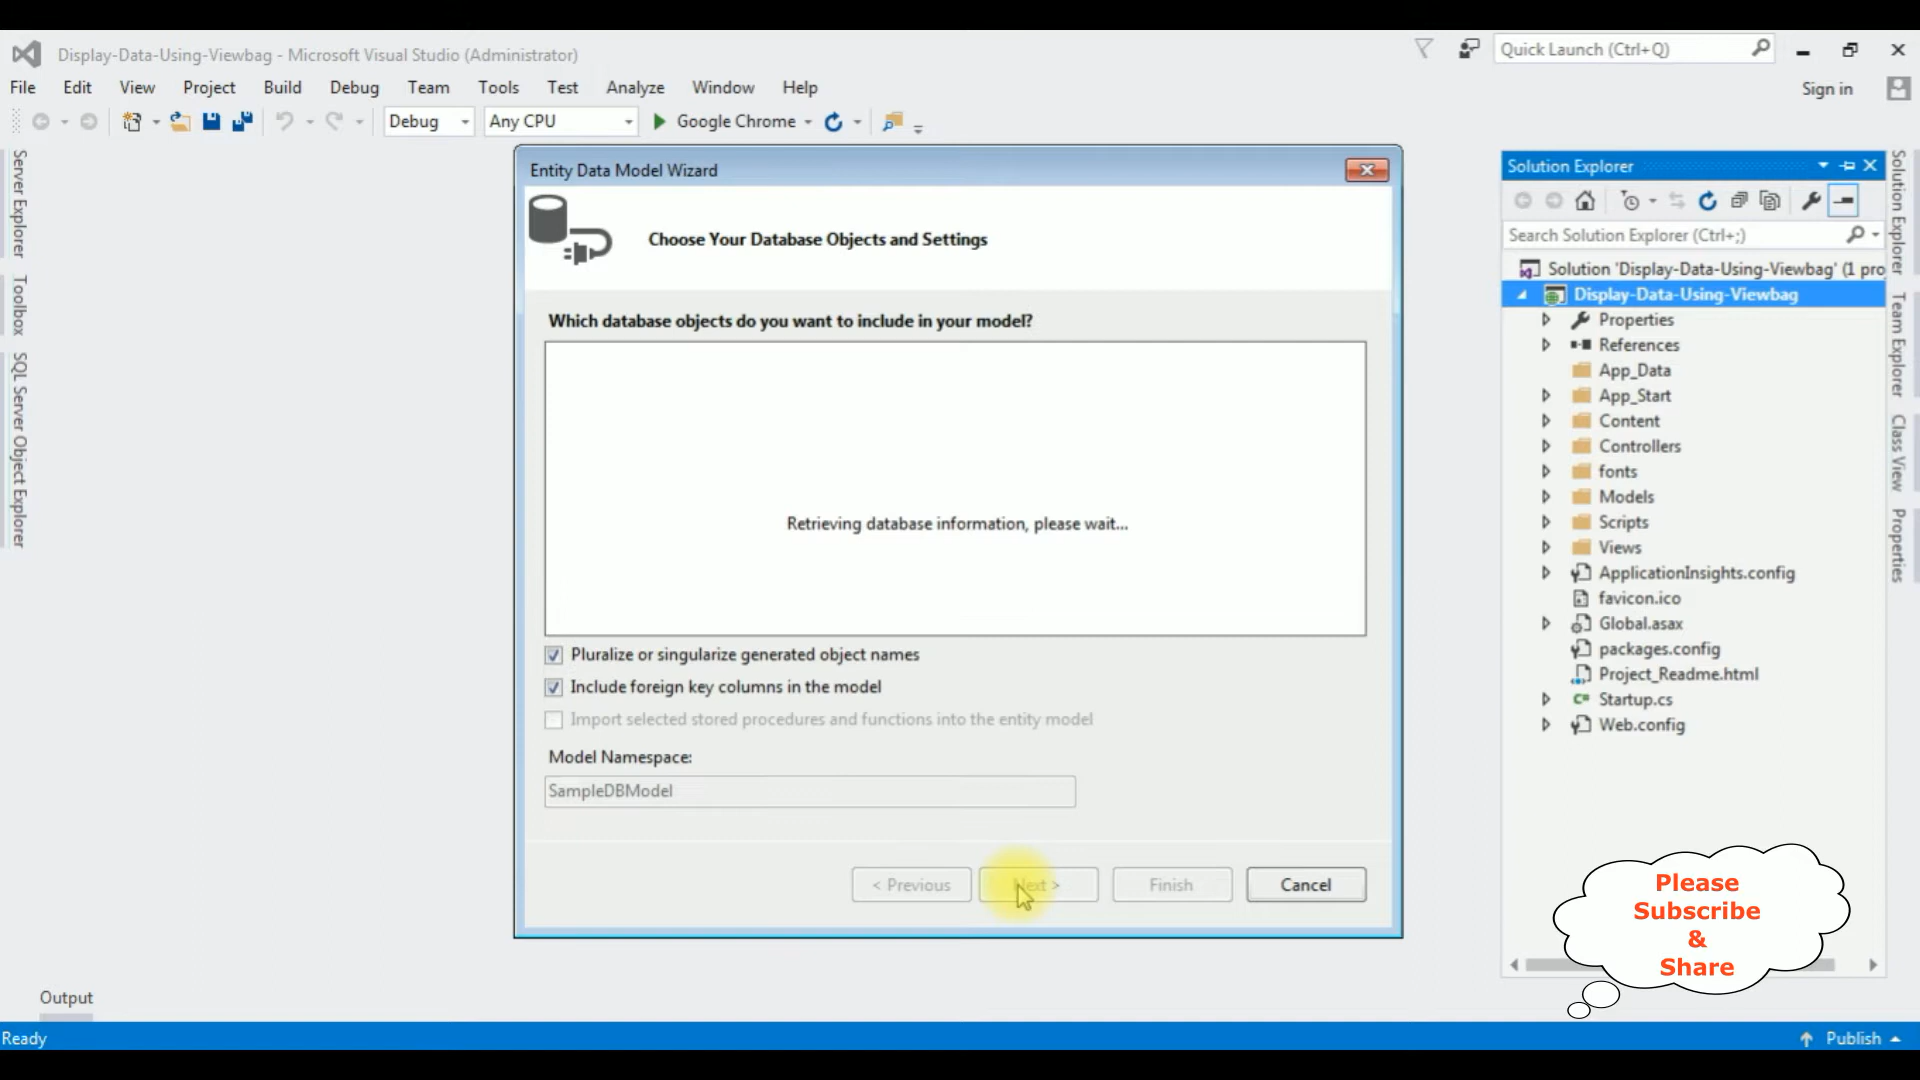 Display-Data-Using-Viewbag - Microsoft Visual Studio (Administrator)
Quick Launch (Ctrl+Q)
File Edit View Project Build Debug Team Tools Test Analyze Window Help
Sign in
Debug Any CPU Google Chrome
Server Explorer
Toolbox
SQL Server Object Explorer
Entity Data Model Wizard
Choose Your Database Objects and Settings
Which database objects do you want to include in your model?
Retrieving database information, please wait...
Pluralize or singularize generated object names
Include foreign key columns in the model
Import selected stored procedures and functions into the entity model
Model Namespace:
SampleDBModel
< Previous
Next >
Finish
Cancel
Solution Explorer
Search Solution Explorer (Ctrl+;)
Solution 'Display-Data-Using-Viewbag' (1 pro
Display-Data-Using-Viewbag
Properties
References
App_Data
App_Start
Content
Controllers
fonts
Models
Scripts
Views
ApplicationInsights.config
favicon.ico
Global.asax
packages.config
Project_Readme.html
C# Startup.cs
Web.config
Solution Explorer
Team Explorer
Class View
Properties
Please
Subscribe
&
Share
Output
Ready
Publish